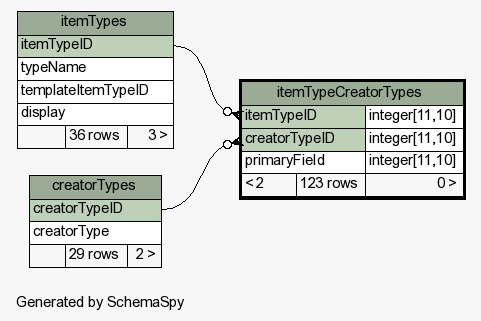 itemTypes
itemTypeID
typeName
templateItemTypeID
display
36 rows 3 >
itemTypeCreatorTypes
itemTypeID integer[11,10]
creatorTypeID integer[11,10]
primaryField integer[11,10]
< 2 123 rows 0 >
creatorTypes
creatorTypeID
creatorType
29 rows 2 >
Generated by SchemaSpy